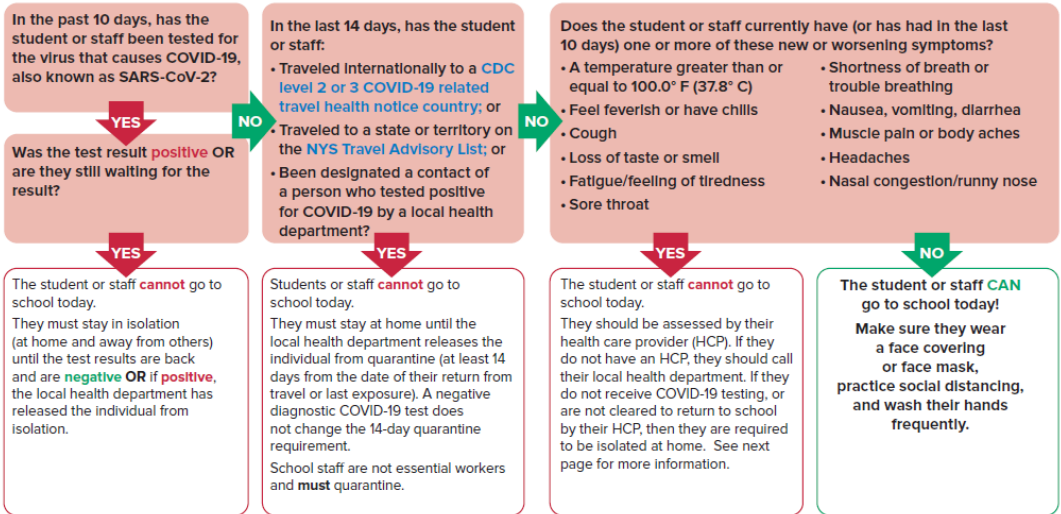 In the past 10 days, has the
student or staff been tested for
the virus that causes COVID-19,
also known as SARS-CoV-2?
YES
Was the test result positive OR
are they still waiting for the
result?
YES
The student or staff cannot go to
school today.
They must stay in isolation
(at home and away from others)
until the test results are back
and are negative OR if positive,
the local health department has
released the individual from
isolation.
NO
In the last 14 days, has the student
or staff:
• Traveled internationally to a CDC
level 2 or 3 COVID-19 related
travel health notice country; or
• Traveled to a state or territory on
the NYS Travel Advisory List; or
• Been designated a contact of
a person who tested positive
for COVID-19 by a local health
department?
YES
Students or staff cannot go to
school today.
They must stay at home until the
local health department releases the
individual from quarantine (at least 14
days from the date of their return from
travel or last exposure). A negative
diagnostic COVID-19 test does
not change the 14-day quarantine
requirement.
School staff are not essential workers
and must quarantine.
NO
Does the student or staff currently have (or has had in the last
10 days) one or more of these new or worsening symptoms?
• A temperature greater than or
equal to 100.0° F (37.8° C)
• Feel feverish or have chills
• Cough
• Loss of taste or smell
• Fatigue/feeling of tiredness
• Sore throat
• Shortness of breath or
trouble breathing
• Nausea, vomiting, diarrhea
• Muscle pain or body aches
• Headaches
• Nasal congestion/runny nose
YES
The student or staff cannot go to
school today.
They should be assessed by their
health care provider (HCP). If they
do not have an HCP, they should call
their local health department. If they
do not receive COVID-19 testing, or
are not cleared to return to school
by their HCP, then they are required
to be isolated at home. See next
page for more information.
NO
The student or staff CAN
go to school today!
Make sure they wear
a face covering
or face mask,
practice social distancing,
and wash their hands
frequently.